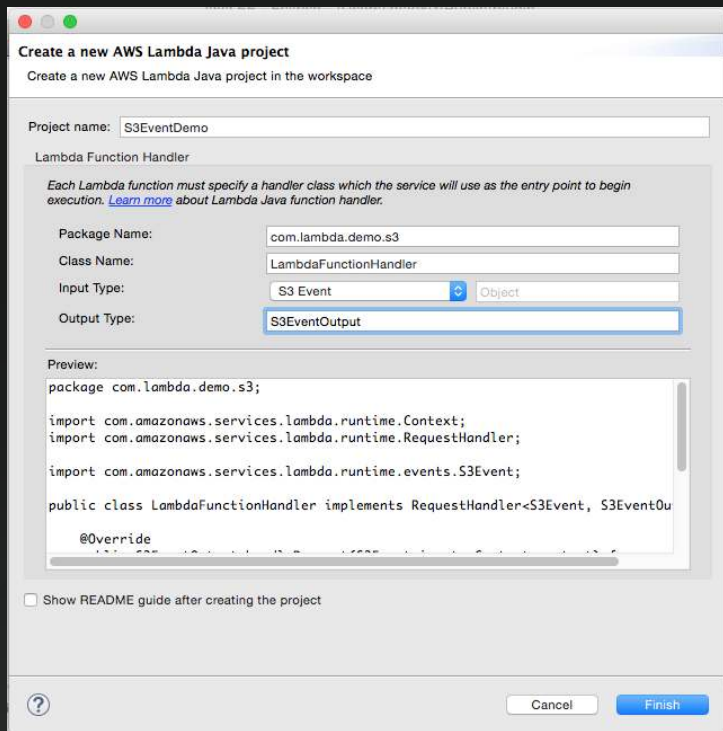 Create a new AWS Lambda Java project
Create a new AWS Lambda Java project in the workspace
Project name: S3EventDemo
Lambda Function Handler
Each Lambda function must specify a handler class which the service will use as the entry point to begin
execution. Learn more about Lambda Java function handler.
Package Name: com.lambda.demo.s3
Class Name: LambdaFunctionHandler
Input Type: S3 Event Object
Output Type: S3EventOutput
Preview:
package com.lambda.demo.s3;
import com.amazonaws.services.lambda.runtime.Context;
import com.amazonaws.services.lambda.runtime.RequestHandler;
import com.amazonaws.services.lambda.runtime.events.S3Event;
public class LambdaFunctionHandler implements RequestHandler<S3Event, S3EventOu
@Override
Show README guide after creating the project
? Cancel Finish